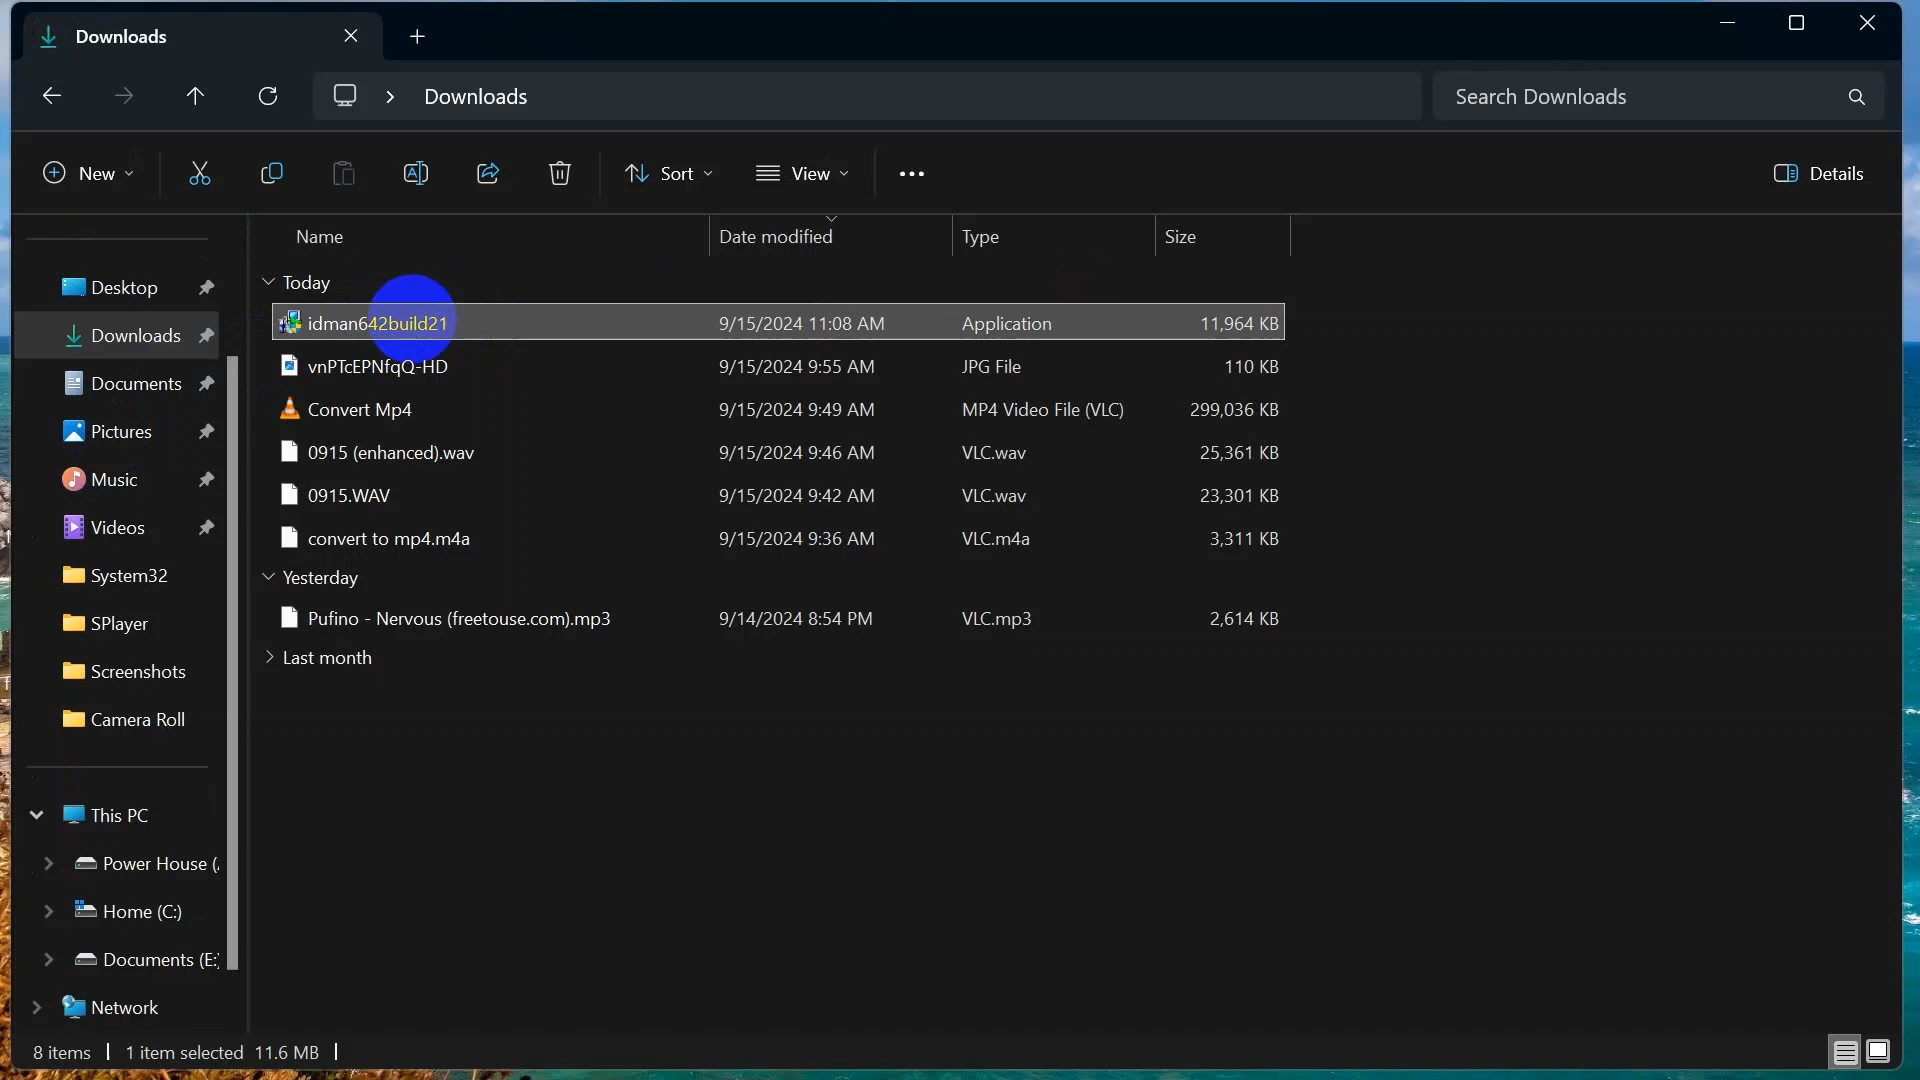 Downloads
Downloads
Search Downloads
New
Sort
View
Details
Name Date modified Type Size
Today
idman642build21 9/15/2024 11:08 AM Application 11,964 KB
vnPTcEPNfqQ-HD 9/15/2024 9:55 AM JPG File 110 KB
Convert Mp4 9/15/2024 9:49 AM MP4 Video File (VLC) 299,036 KB
0915 (enhanced).wav 9/15/2024 9:46 AM VLC.wav 25,361 KB
0915.WAV 9/15/2024 9:42 AM VLC.wav 23,301 KB
convert to mp4.m4a 9/15/2024 9:36 AM VLC.m4a 3,311 KB
Yesterday
Pufino - Nervous (freetouse.com).mp3 9/14/2024 8:54 PM VLC.mp3 2,614 KB
Last month
Desktop
Downloads
Documents
Pictures
Music
Videos
System32
SPlayer
Screenshots
Camera Roll
This PC
Power House (
Home (C:)
Documents (E:)
Network
8 items 1 item selected 11.6 MB